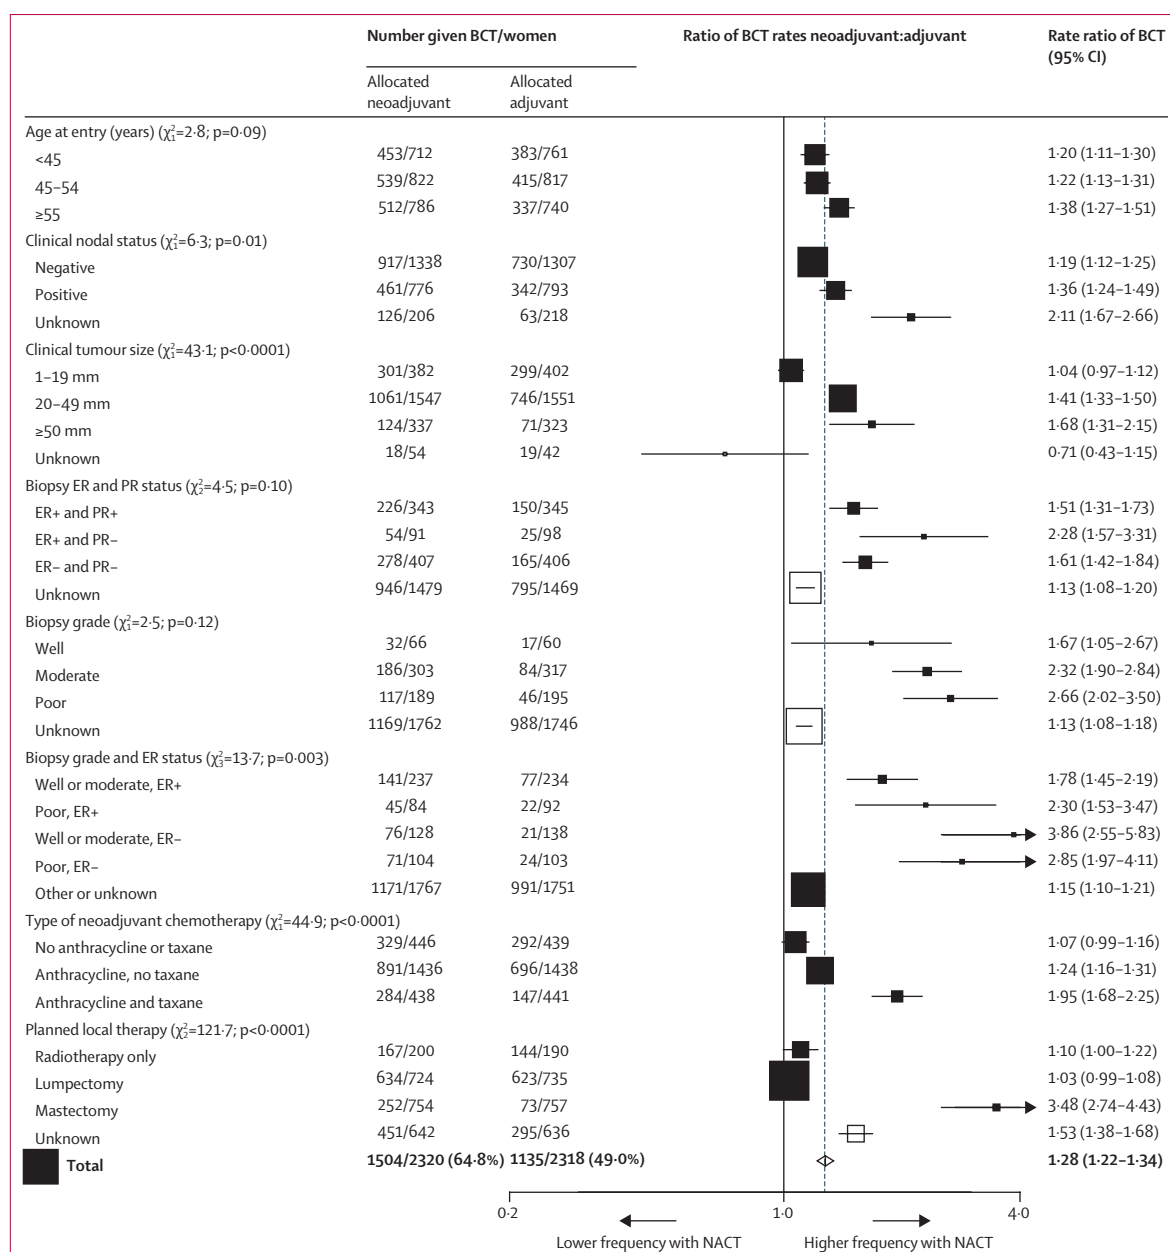 Number given BCT/women Ratio of BCT rates neoadjuvant:adjuvant Rate ratio of BCT (95% CI)
Allocated neoadjuvant Allocated adjuvant
Age at entry (years) (χ²₁=2·8; p=0·09)
<45 453/712 383/761 1·20 (1·11–1·30)
45–54 539/822 415/817 1·22 (1·13–1·31)
≥55 512/786 337/740 1·38 (1·27–1·51)
Clinical nodal status (χ²₁=6·3; p=0·01)
Negative 917/1338 730/1307 1·19 (1·12–1·25)
Positive 461/776 342/793 1·36 (1·24–1·49)
Unknown 126/206 63/218 2·11 (1·67–2·66)
Clinical tumour size (χ²₁=43·1; p<0·0001)
1–19 mm 301/382 299/402 1·04 (0·97–1·12)
20–49 mm 1061/1547 746/1551 1·41 (1·33–1·50)
≥50 mm 124/337 71/323 1·68 (1·31–2·15)
Unknown 18/54 19/42 0·71 (0·43–1·15)
Biopsy ER and PR status (χ²₂=4·5; p=0·10)
ER+ and PR+ 226/343 150/345 1·51 (1·31–1·73)
ER+ and PR– 54/91 25/98 2·28 (1·57–3·31)
ER– and PR– 278/407 165/406 1·61 (1·42–1·84)
Unknown 946/1479 795/1469 1·13 (1·08–1·20)
Biopsy grade (χ²₁=2·5; p=0·12)
Well 32/66 17/60 1·67 (1·05–2·67)
Moderate 186/303 84/317 2·32 (1·90–2·84)
Poor 117/189 46/195 2·66 (2·02–3·50)
Unknown 1169/1762 988/1746 1·13 (1·08–1·18)
Biopsy grade and ER status (χ²₃=13·7; p=0·003)
Well or moderate, ER+ 141/237 77/234 1·78 (1·45–2·19)
Poor, ER+ 45/84 22/92 2·30 (1·53–3·47)
Well or moderate, ER– 76/128 21/138 3·86 (2·55–5·83)
Poor, ER– 71/104 24/103 2·85 (1·97–4·11)
Other or unknown 1171/1767 991/1751 1·15 (1·10–1·21)
Type of neoadjuvant chemotherapy (χ²₁=44·9; p<0·0001)
No anthracycline or taxane 329/446 292/439 1·07 (0·99–1·16)
Anthracycline, no taxane 891/1436 696/1438 1·24 (1·16–1·31)
Anthracycline and taxane 284/438 147/441 1·95 (1·68–2·25)
Planned local therapy (χ²₂=121·7; p<0·0001)
Radiotherapy only 167/200 144/190 1·10 (1·00–1·22)
Lumpectomy 634/724 623/735 1·03 (0·99–1·08)
Mastectomy 252/754 73/757 3·48 (2·74–4·43)
Unknown 451/642 295/636 1·53 (1·38–1·68)
Total 1504/2320 (64·8%) 1135/2318 (49·0%) 1·28 (1·22–1·34)
0·2 1·0 4·0
Lower frequency with NACT Higher frequency with NACT